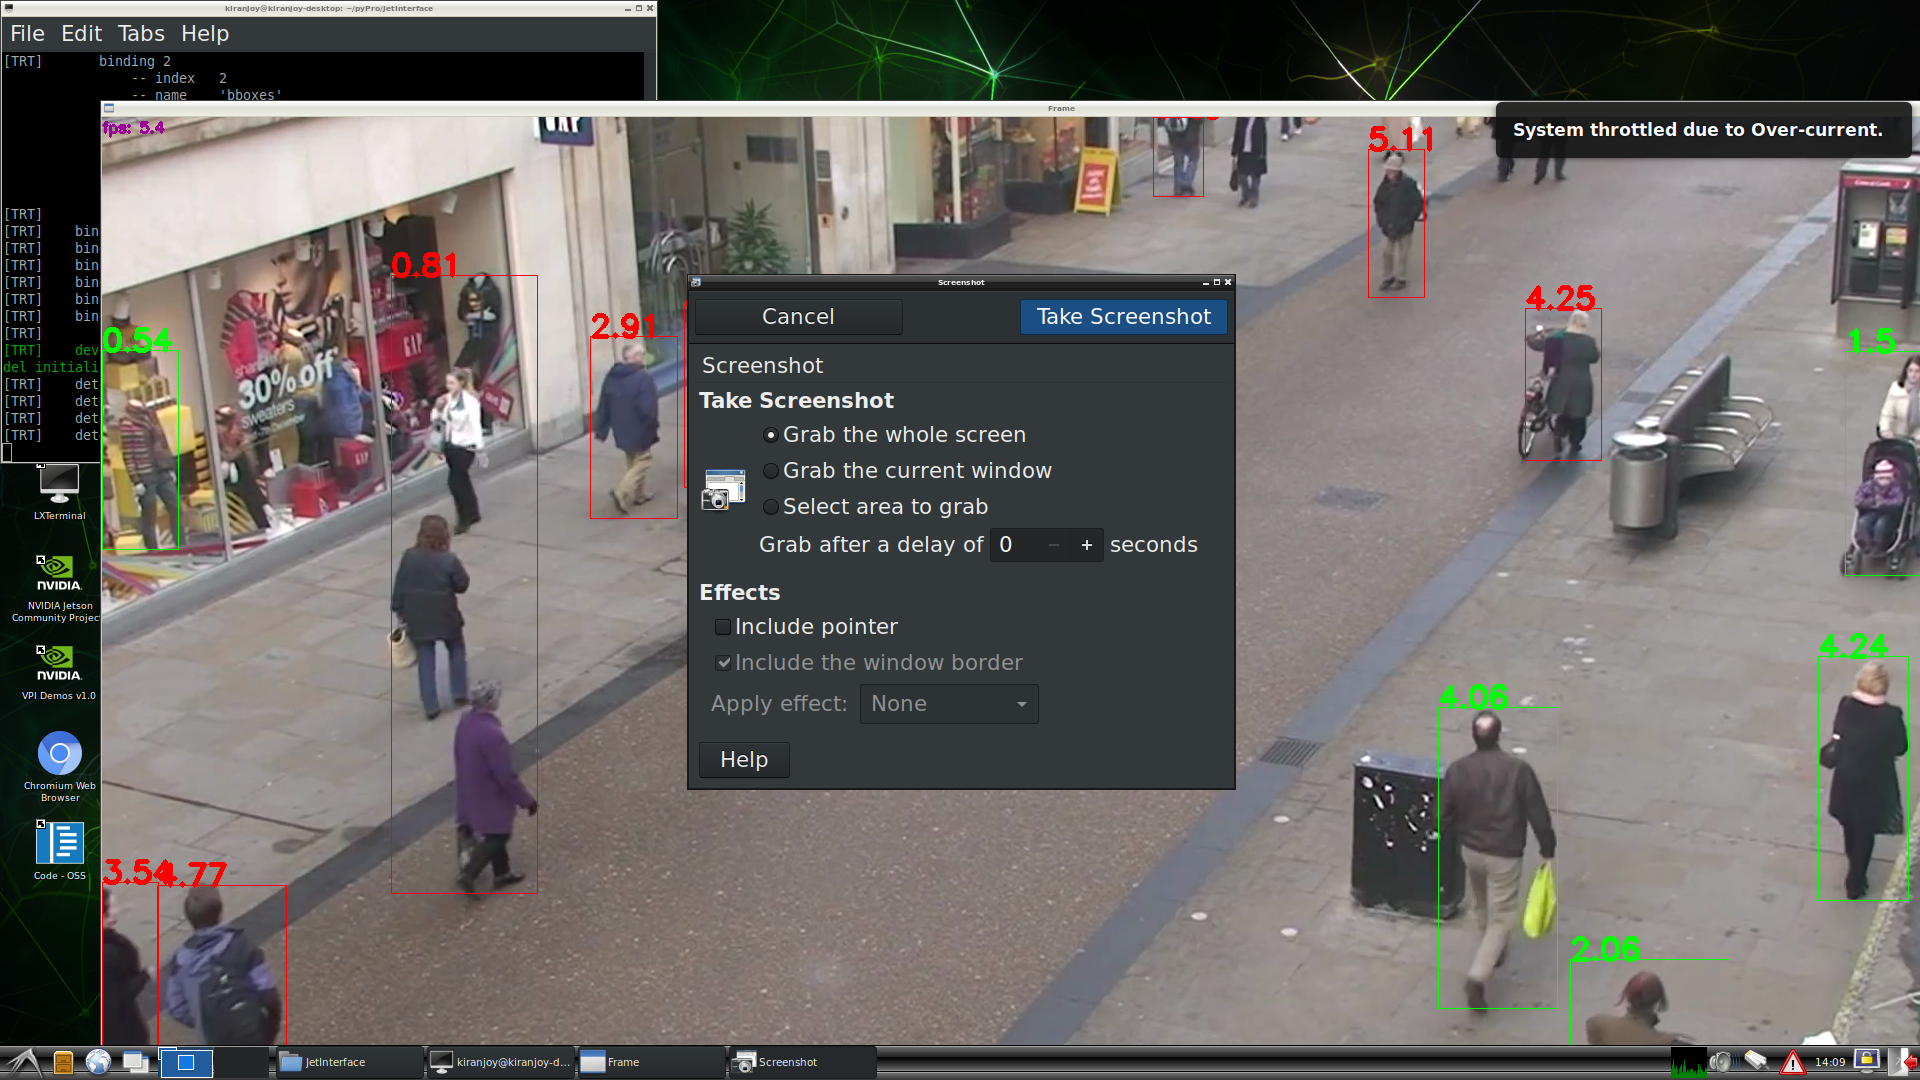 kiranjoy@kiranjoy-desktop: ~/pyPro/JetInterface
File Edit Tabs Help
[TRT] binding 2
-- index 2
-- name 'bboxes'
Frame
fps: 5.4
System throttled due to Over-current.
5.11
[TRT]
[TRT] bin
[TRT] bin
[TRT] bin
[TRT] bin
[TRT] bin
[TRT] bin
[TRT]
[TRT] dev
del initiali
[TRT] det
[TRT] det
[TRT] det
[TRT] det
0.81
2.91
4.25
0.54
1.5
GAP
30% off
sweaters
Screenshot
Cancel
Take Screenshot
Screenshot
Take Screenshot
Grab the whole screen
Grab the current window
Select area to grab
Grab after a delay of 0 − + seconds
Effects
Include pointer
Include the window border
Apply effect: None
Help
LXTerminal
NVIDIA.
NVIDIA Jetson
Community Projec
NVIDIA.
VPI Demos v1.0
Chromium Web
Browser
Code - OSS
4.24
4.06
3.54
4.77
2.06
JetInterface
kiranjoy@kiranjoy-d...
Frame
Screenshot
14:09